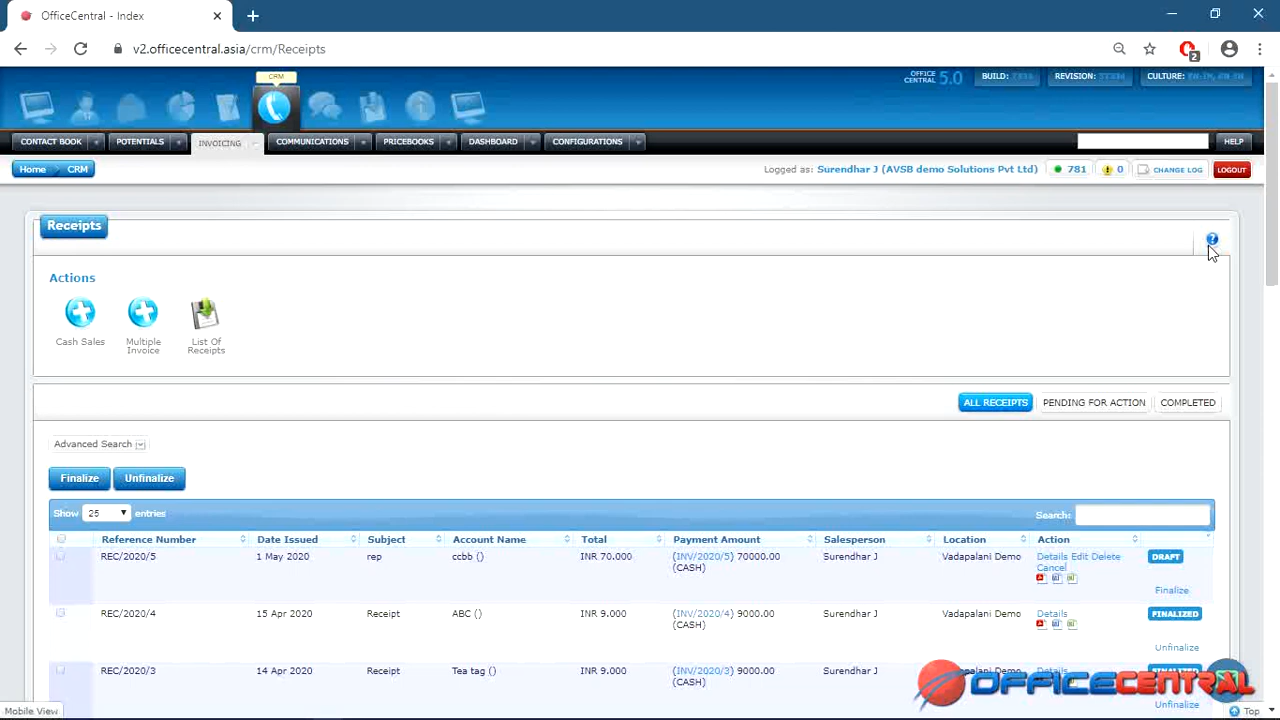 OfficeCentral - Index
v2.officecentral.asia/crm/Receipts
2
CRM
OFFICE CENTRAL 5.0
BUILD:
REVISION:
CULTURE:
CONTACT BOOK
POTENTIALS
INVOICING
COMMUNICATIONS
PRICEBOOKS
DASHBOARD
CONFIGURATIONS
HELP
Home CRM
Logged as: Surendhar J (AVSB demo Solutions Pvt Ltd)
781
0
CHANGE LOG
LOGOUT
Receipts
Actions
Cash Sales
Multiple Invoice
List Of Receipts
ALL RECEIPTS
PENDING FOR ACTION
COMPLETED
Advanced Search
Finalize
Unfinalize
Show 25 entries
Search:
Reference Number Date Issued Subject Account Name Total Payment Amount Salesperson Location Action
REC/2020/5 1 May 2020 rep ccbb () INR 70.000 (INV/2020/5) 70000.00 Surendhar J Vadapalani Demo Details Edit Delete DRAFT
(CASH) Cancel
Finalize
REC/2020/4 15 Apr 2020 Receipt ABC () INR 9.000 (INV/2020/4) 9000.00 Surendhar J Vadapalani Demo Details FINALIZED
(CASH)
Unfinalize
REC/2020/3 14 Apr 2020 Receipt Tea tag () INR 9.000 (INV/2020/3) 9000.00 Surendhar J Vadapalani Demo Details FINALIZED
(CASH)
OFFICECENTRAL
Unfinalize
Mobile View
Top